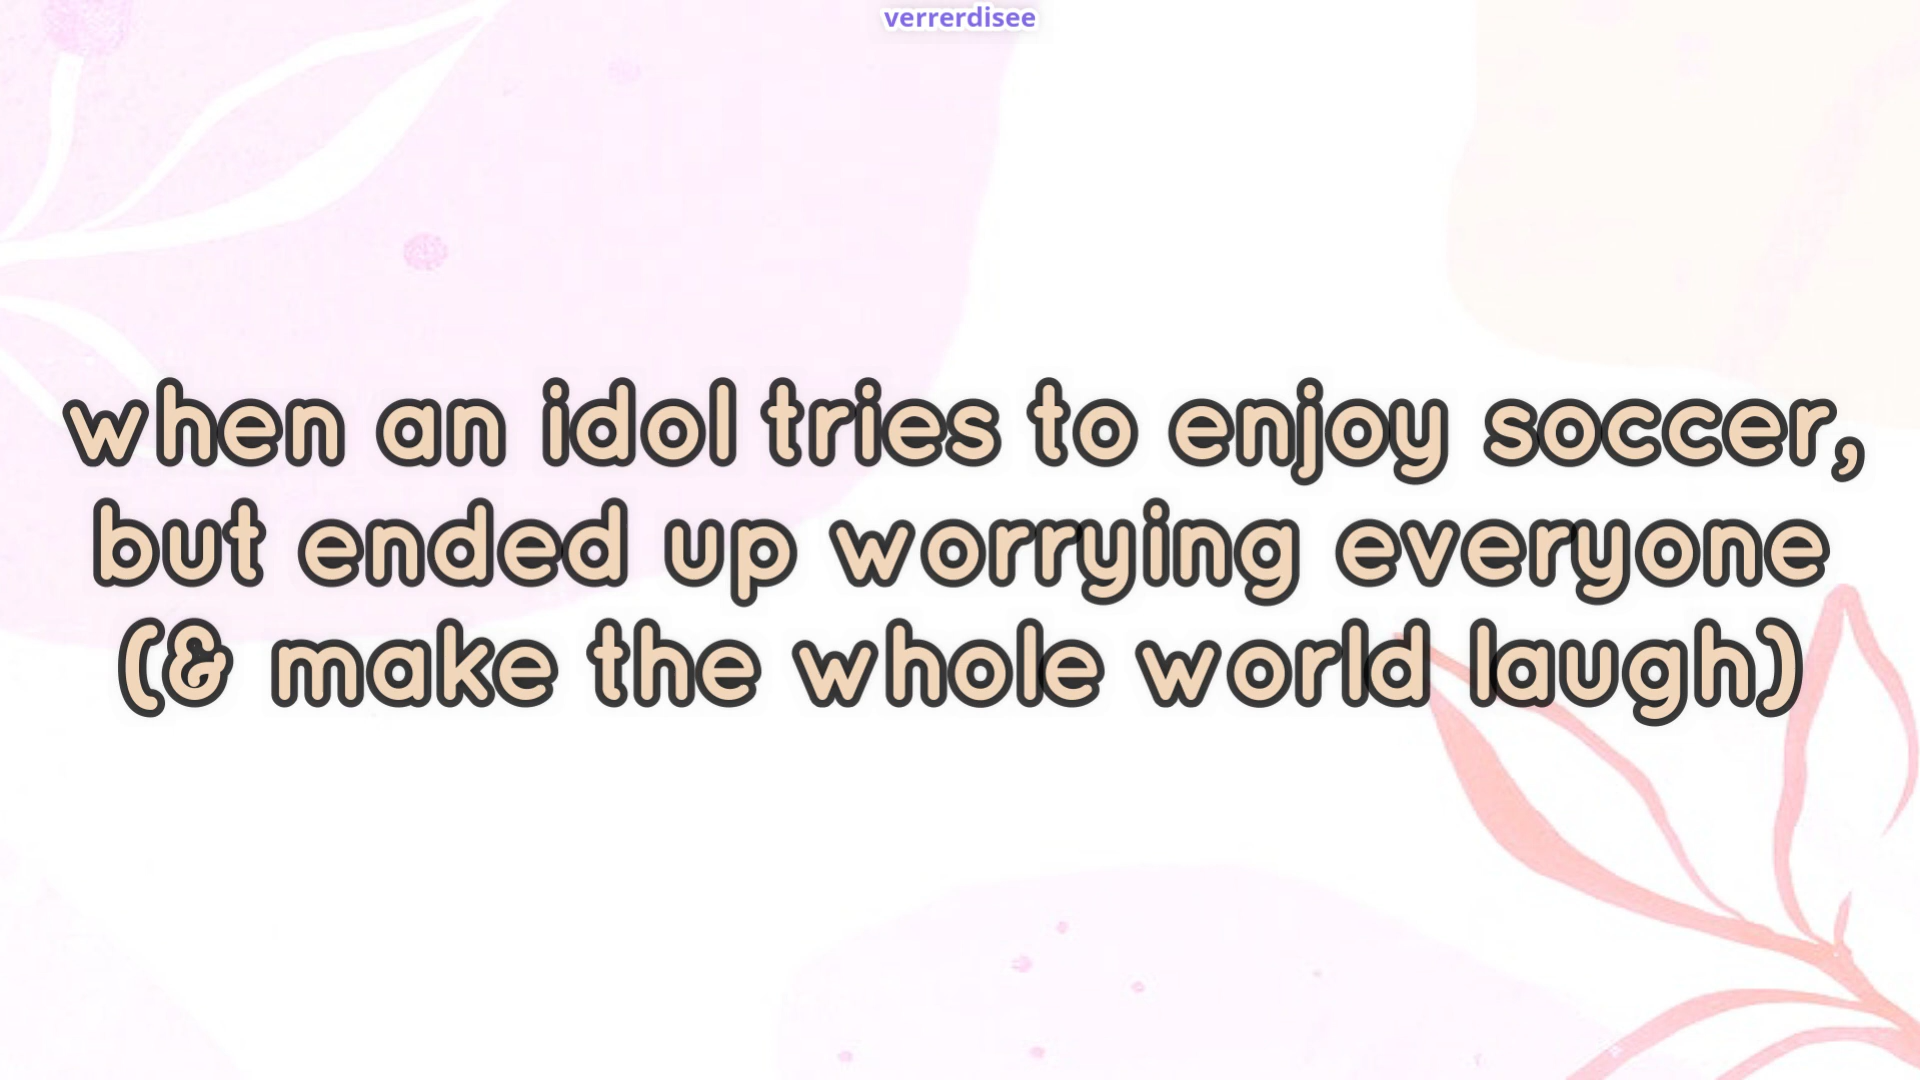 verrerdisee
when an idol tries to enjoy soccer,
but ended up worrying everyone
(& make the whole world laugh)